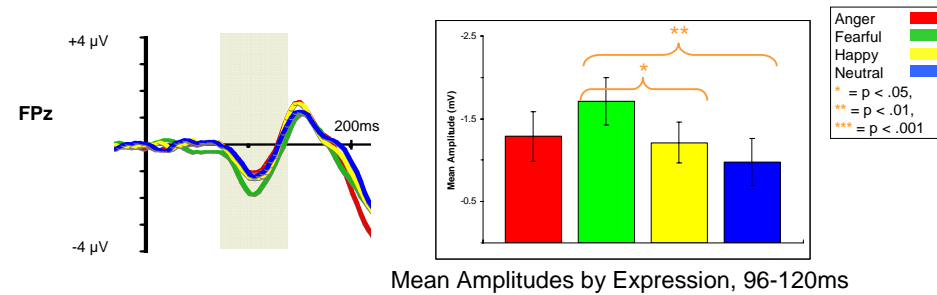 +4 µV
FPz
200ms
-4 µV
-2.5
**
*
-1.5
-0.5
Mean Amplitude (mV)
Mean Amplitudes by Expression, 96-120ms
Anger
Fearful
Happy
Neutral
* = p < .05,
** = p < .01,
*** = p < .001